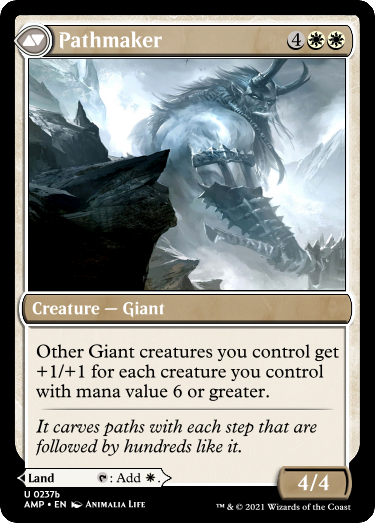 Pathmaker 4
Creature — Giant
Other Giant creatures you control get
+1/+1 for each creature you control
with mana value 6 or greater.
It carves paths with each step that are
followed by hundreds like it.
Land : Add .
4/4
U 0237b
AMP • EN Animalia Life
™ & © 2021 Wizards of the Coast